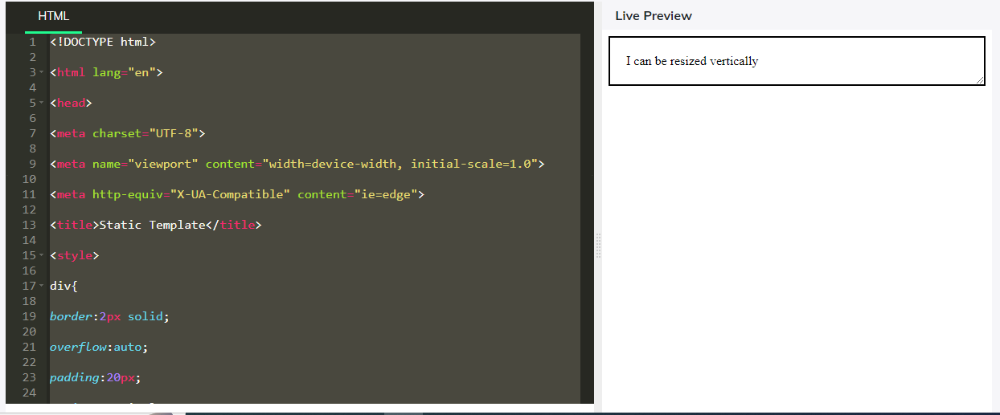 HTML
1 <!DOCTYPE html>
2
3 <html lang="en">
4
5 <head>
6
7 <meta charset="UTF-8">
8
9 <meta name="viewport" content="width=device-width, initial-scale=1.0">
10
11 <meta http-equiv="X-UA-Compatible" content="ie=edge">
12
13 <title>Static Template</title>
14
15 <style>
16
17 div{
18
19 border:2px solid;
20
21 overflow:auto;
22
23 padding:20px;
24
Live Preview
I can be resized vertically